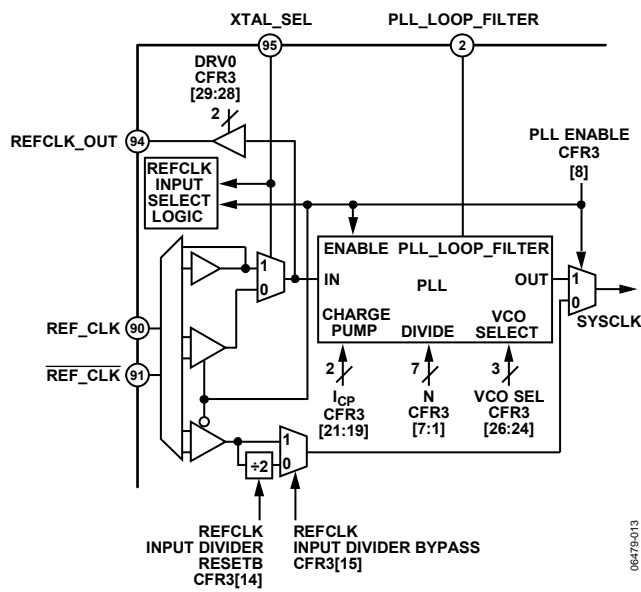 XTAL_SEL
PLL_LOOP_FILTER
95
2
DRV0
CFR3
[29:28]
2
REFCLK_OUT
94
PLL ENABLE
CFR3
[8]
REFCLK
INPUT
SELECT
LOGIC
ENABLE
PLL_LOOP_FILTER
1
0
IN
PLL
OUT
1
0
SYSCLK
CHARGE
PUMP
DIVIDE
VCO
SELECT
REF_CLK
90
REF_CLK
91
2
7
3
ICP
CFR3
[21:19]
N
CFR3
[7:1]
VCO SEL
CFR3
[26:24]
1
0
÷2
REFCLK
INPUT DIVIDER
RESETB
CFR3[14]
REFCLK
INPUT DIVIDER BYPASS
CFR3[15]
06479-013